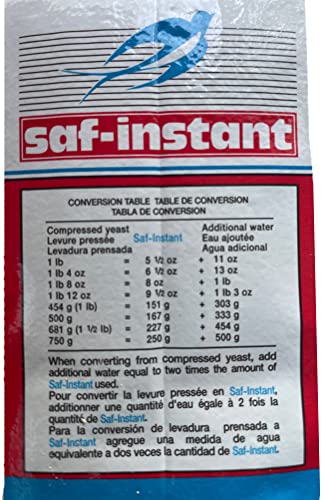 saf-instant
CONVERSION TABLE TABLE DE CONVERSION
TABLA DE CONVERSION
Compressed yeast Additional water
Levure pressée Saf-Instant Eau ajoutée
Levadura prensada Agua adicional
1 lb = 5 1/2 oz + 11 oz
1 lb 4 oz = 6 1/2 oz + 13 oz
1 lb 8 oz = 8 oz + 1 lb
1 lb 12 oz = 9 1/2 oz + 1 lb 3 oz
454 g (1 lb) = 151 g + 303 g
500 g = 167 g + 333 g
681 g (1 1/2 lb) = 227 g + 454 g
750 g = 250 g + 500 g
When converting from compressed yeast, add
additional water equal to two times the amount of
Saf-Instant used.
Pour convertir la levure pressée en Saf-Instant,
additionner une quantité d'eau égale à 2 fois la
quantité de Saf-Instant.
Para la conversión de levadura prensada a
Saf-Instant agregue una medida de agua
equivalente a dos veces la cantidad de Saf-Instant.